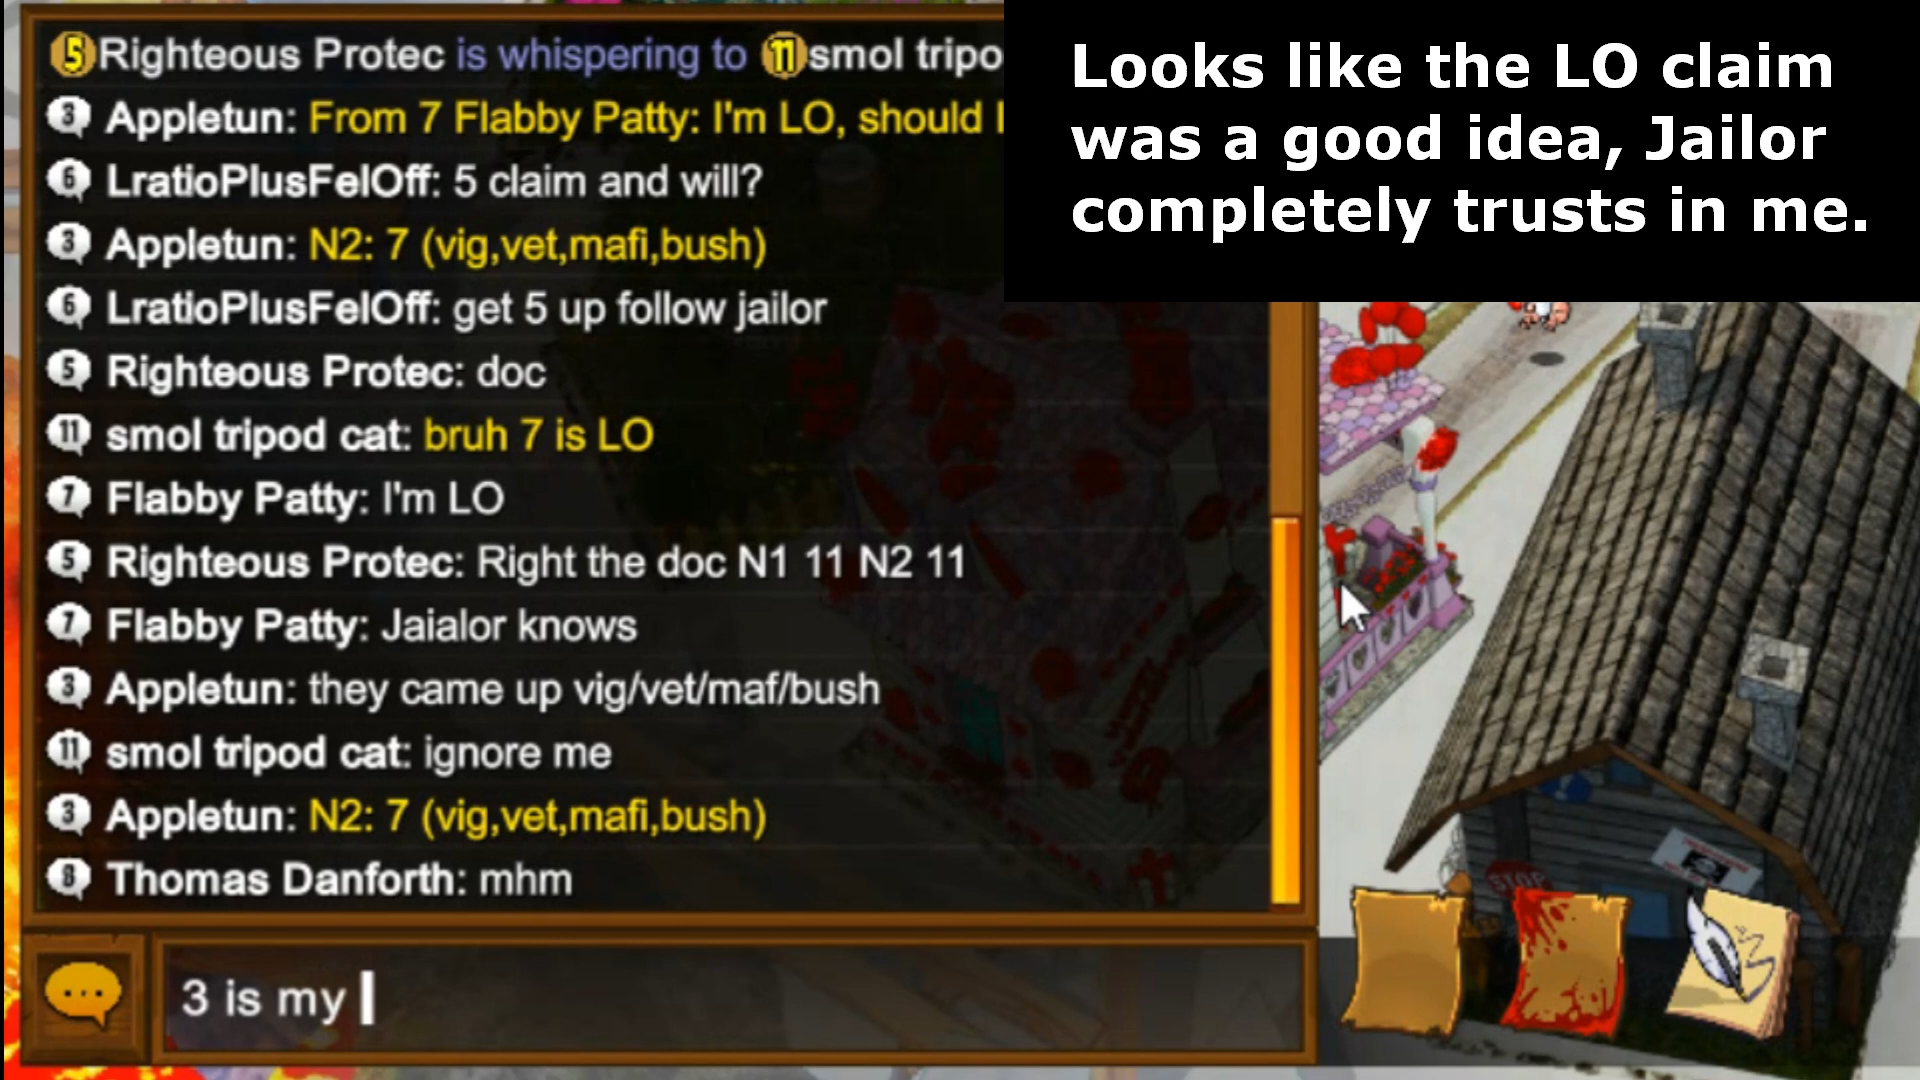 5 Righteous Protec is whispering to 11 smol tripo
3 Appletun: From 7 Flabby Patty: I'm LO, should I
6 LratioPlusFelOff: 5 claim and will?
3 Appletun: N2: 7 (vig,vet,mafi,bush)
6 LratioPlusFelOff: get 5 up follow jailor
5 Righteous Protec: doc
11 smol tripod cat: bruh 7 is LO
7 Flabby Patty: I'm LO
5 Righteous Protec: Right the doc N1 11 N2 11
7 Flabby Patty: Jaialor knows
3 Appletun: they came up vig/vet/maf/bush
11 smol tripod cat: ignore me
3 Appletun: N2: 7 (vig,vet,mafi,bush)
8 Thomas Danforth: mhm
3 is my
Looks like the LO claim
was a good idea, Jailor
completely trusts in me.
STOP